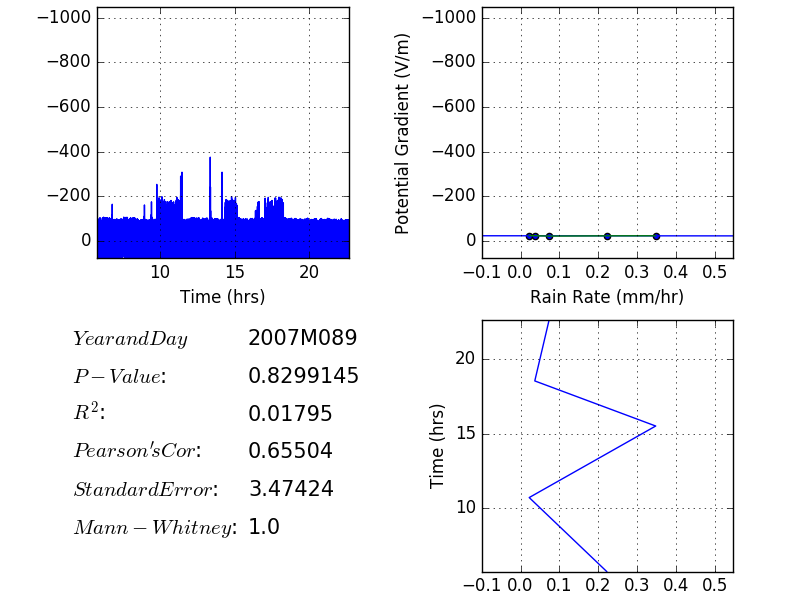 −1000
−800
−600
−400
−200
0
10 15 20
Time (hrs)
Potential Gradient (V/m)
−1000
−800
−600
−400
−200
0
−0.1 0.0 0.1 0.2 0.3 0.4 0.5
Rain Rate (mm/hr)
YearandDay 2007M089
P−Value: 0.8299145
R²: 0.01795
Pearson'sCor: 0.65504
StandardError: 3.47424
Mann−Whitney: 1.0
Time (hrs)
20
15
10
−0.1 0.0 0.1 0.2 0.3 0.4 0.5